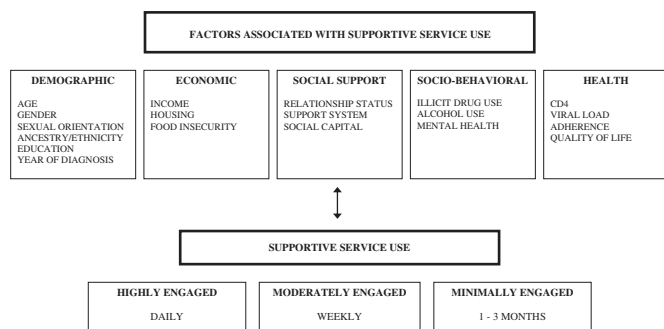 FACTORS ASSOCIATED WITH SUPPORTIVE SERVICE USE
DEMOGRAPHIC
AGE
GENDER
SEXUAL ORIENTATION
ANCESTRY/ETHNICITY
EDUCATION
YEAR OF DIAGNOSIS
ECONOMIC
INCOME
HOUSING
FOOD INSECURITY
SOCIAL SUPPORT
RELATIONSHIP STATUS
SUPPORT SYSTEM
SOCIAL CAPITAL
SOCIO-BEHAVIORAL
ILLICIT DRUG USE
ALCOHOL USE
MENTAL HEALTH
HEALTH
CD4
VIRAL LOAD
ADHERENCE
QUALITY OF LIFE
SUPPORTIVE SERVICE USE
HIGHLY ENGAGED
DAILY
MODERATELY ENGAGED
WEEKLY
MINIMALLY ENGAGED
1 - 3 MONTHS